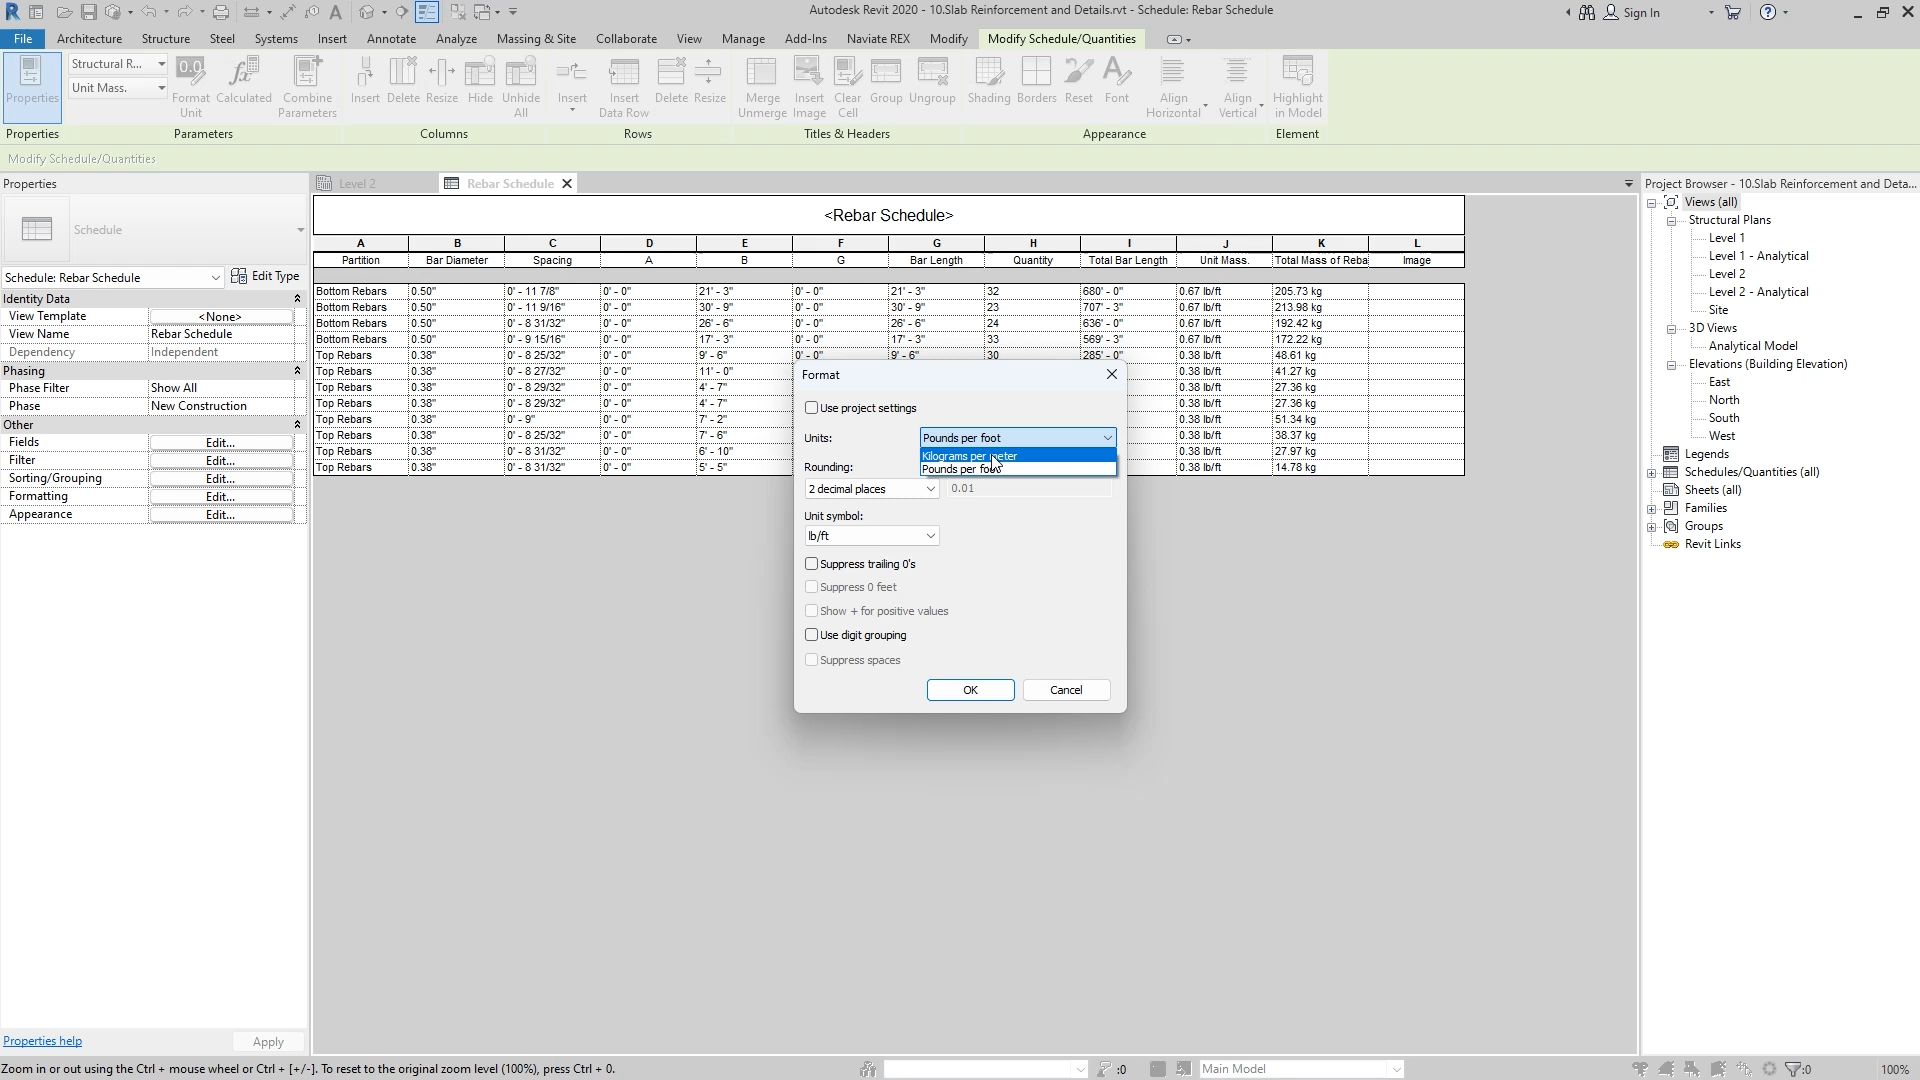 Autodesk Revit 2020 - 10.Slab Reinforcement and Details.rvt - Schedule: Rebar Schedule
Sign In
File Architecture Structure Steel Systems Insert Annotate Analyze Massing & Site Collaborate View Manage Add-Ins Naviate REX Modify Modify Schedule/Quantities
Properties
Structural R...
Unit Mass.
Format Unit
Calculated
Combine Parameters
Insert Delete Resize Hide Unhide All
Insert
Insert Data Row
Delete Resize
Merge Unmerge
Insert Image
Clear Cell
Group Ungroup
Shading Borders Reset Font
Align Horizontal
Align Vertical
Highlight in Model
Properties Parameters Columns Rows Titles & Headers Appearance Element
Modify Schedule/Quantities
Properties
Schedule
Schedule: Rebar Schedule Edit Type
Identity Data
View Template <None>
View Name Rebar Schedule
Dependency Independent
Phasing
Phase Filter Show All
Phase New Construction
Other
Fields Edit...
Filter Edit...
Sorting/Grouping Edit...
Formatting Edit...
Appearance Edit...
Properties help Apply
Level 2 Rebar Schedule
<Rebar Schedule>
A B C D E F G H I J K L
Partition Bar Diameter Spacing A B G Bar Length Quantity Total Bar Length Unit Mass. Total Mass of Reba Image
Bottom Rebars 0.50" 0' - 11 7/8" 0' - 0" 21' - 3" 0' - 0" 21' - 3" 32 680' - 0" 0.67 lb/ft 205.73 kg
Bottom Rebars 0.50" 0' - 11 9/16" 0' - 0" 30' - 9" 0' - 0" 30' - 9" 23 707' - 3" 0.67 lb/ft 213.98 kg
Bottom Rebars 0.50" 0' - 8 31/32" 0' - 0" 26' - 6" 0' - 0" 26' - 6" 24 636' - 0" 0.67 lb/ft 192.42 kg
Bottom Rebars 0.50" 0' - 9 15/16" 0' - 0" 17' - 3" 0' - 0" 17' - 3" 33 569' - 3" 0.67 lb/ft 172.22 kg
Top Rebars 0.38" 0' - 8 25/32" 0' - 0" 9' - 6" 0' - 0" 9' - 6" 30 285' - 0" 0.38 lb/ft 48.61 kg
Top Rebars 0.38" 0' - 8 27/32" 0' - 0" 11' - 0" 0.38 lb/ft 41.27 kg
Top Rebars 0.38" 0' - 8 29/32" 0' - 0" 4' - 7" 0.38 lb/ft 27.36 kg
Top Rebars 0.38" 0' - 8 29/32" 0' - 0" 4' - 7" 0.38 lb/ft 27.36 kg
Top Rebars 0.38" 0' - 9" 0' - 0" 7' - 2" 0.38 lb/ft 51.34 kg
Top Rebars 0.38" 0' - 8 25/32" 0' - 0" 7' - 6" 0.38 lb/ft 38.37 kg
Top Rebars 0.38" 0' - 8 31/32" 0' - 0" 6' - 10" 0.38 lb/ft 27.97 kg
Top Rebars 0.38" 0' - 8 31/32" 0' - 0" 5' - 5" 0.38 lb/ft 14.78 kg
Format
Use project settings
Units: Pounds per foot
Kilograms per meter
Pounds per foot
Rounding:
2 decimal places 0.01
Unit symbol:
lb/ft
Suppress trailing 0's
Suppress 0 feet
Show + for positive values
Use digit grouping
Suppress spaces
OK Cancel
Project Browser - 10.Slab Reinforcement and Deta...
Views (all)
Structural Plans
Level 1
Level 1 - Analytical
Level 2
Level 2 - Analytical
Site
3D Views
Analytical Model
Elevations (Building Elevation)
East
North
South
West
Legends
Schedules/Quantities (all)
Sheets (all)
Families
Groups
Revit Links
Zoom in or out using the Ctrl + mouse wheel or Ctrl + [+/-]. To reset to the original zoom level (100%), press Ctrl + 0.
:0 Main Model :0 100%